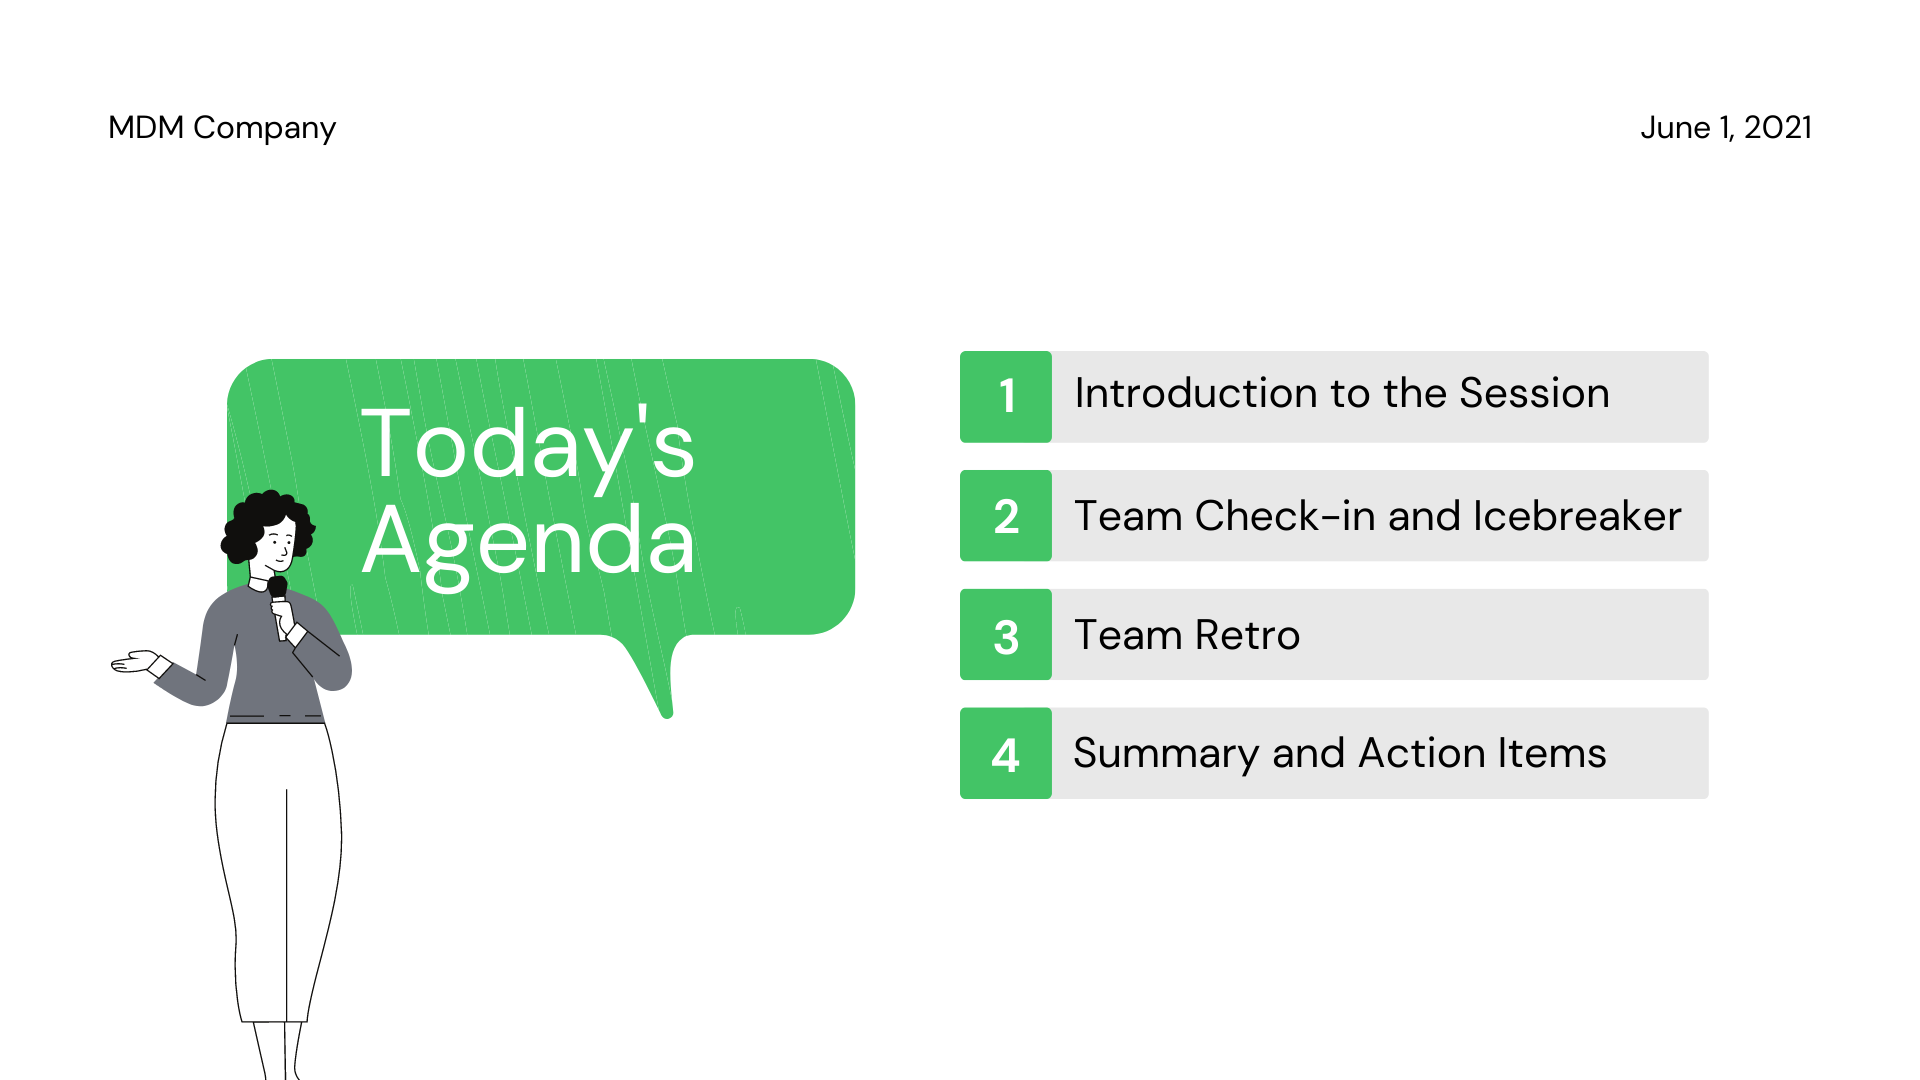 MDM Company
June 1, 2021
Today's
Agenda
1 Introduction to the Session
2 Team Check-in and Icebreaker
3 Team Retro
4 Summary and Action Items